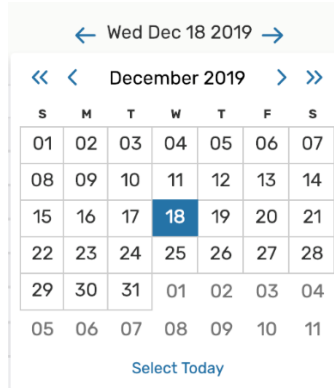 ← Wed Dec 18 2019 →
« < December 2019 > »
S M T W T F S
01 02 03 04 05 06 07
08 09 10 11 12 13 14
15 16 17 18 19 20 21
22 23 24 25 26 27 28
29 30 31 01 02 03 04
05 06 07 08 09 10 11
Select Today